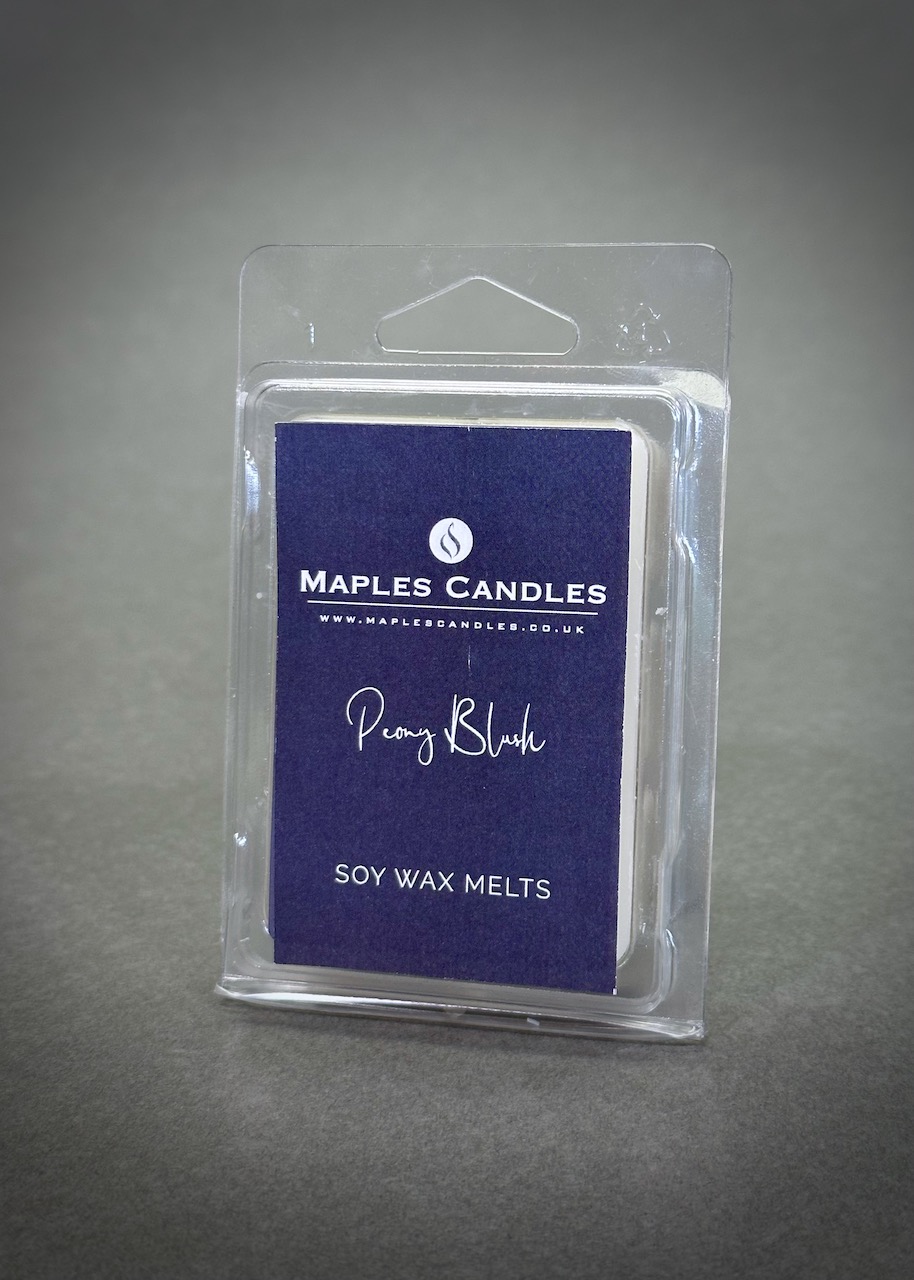 MAPLES CANDLES
WWW.MAPLESCANDLES.CO.UK
Peony Blush
SOY WAX MELTS